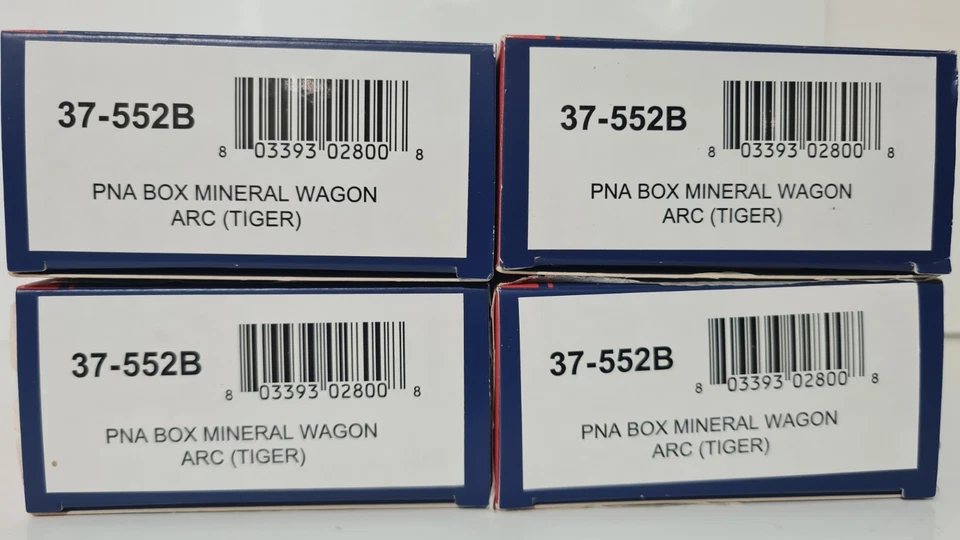 37-552B
8 03393 02800 8
PNA BOX MINERAL WAGON
ARC (TIGER)
37-552B
8 03393 02800 8
PNA BOX MINERAL WAGON
ARC (TIGER)
37-552B
8 03393 02800 8
PNA BOX MINERAL WAGON
ARC (TIGER)
37-552B
8 03393 02800 8
PNA BOX MINERAL WAGON
ARC (TIGER)